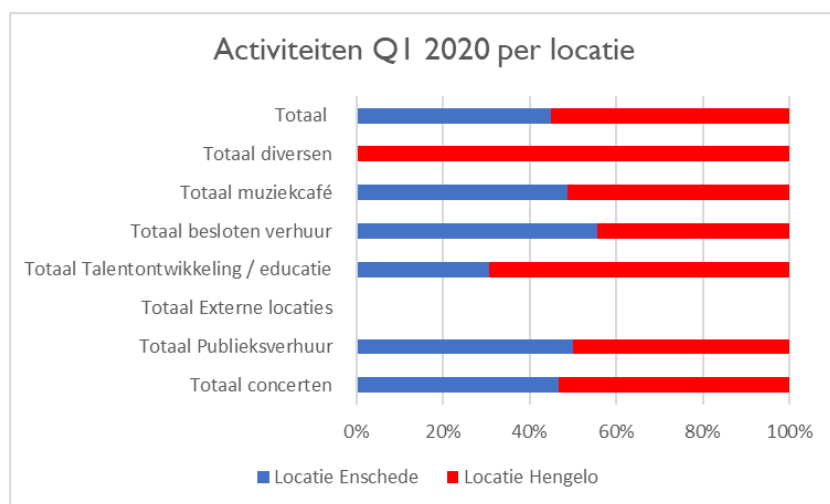 Activiteiten Q1 2020 per locatie
Totaal
Totaal diversen
Totaal muziekcafé
Totaal besloten verhuur
Totaal Talentontwikkeling / educatie
Totaal Externe locaties
Totaal Publieksverhuur
Totaal concerten
0% 20% 40% 60% 80% 100%
Locatie Enschede Locatie Hengelo